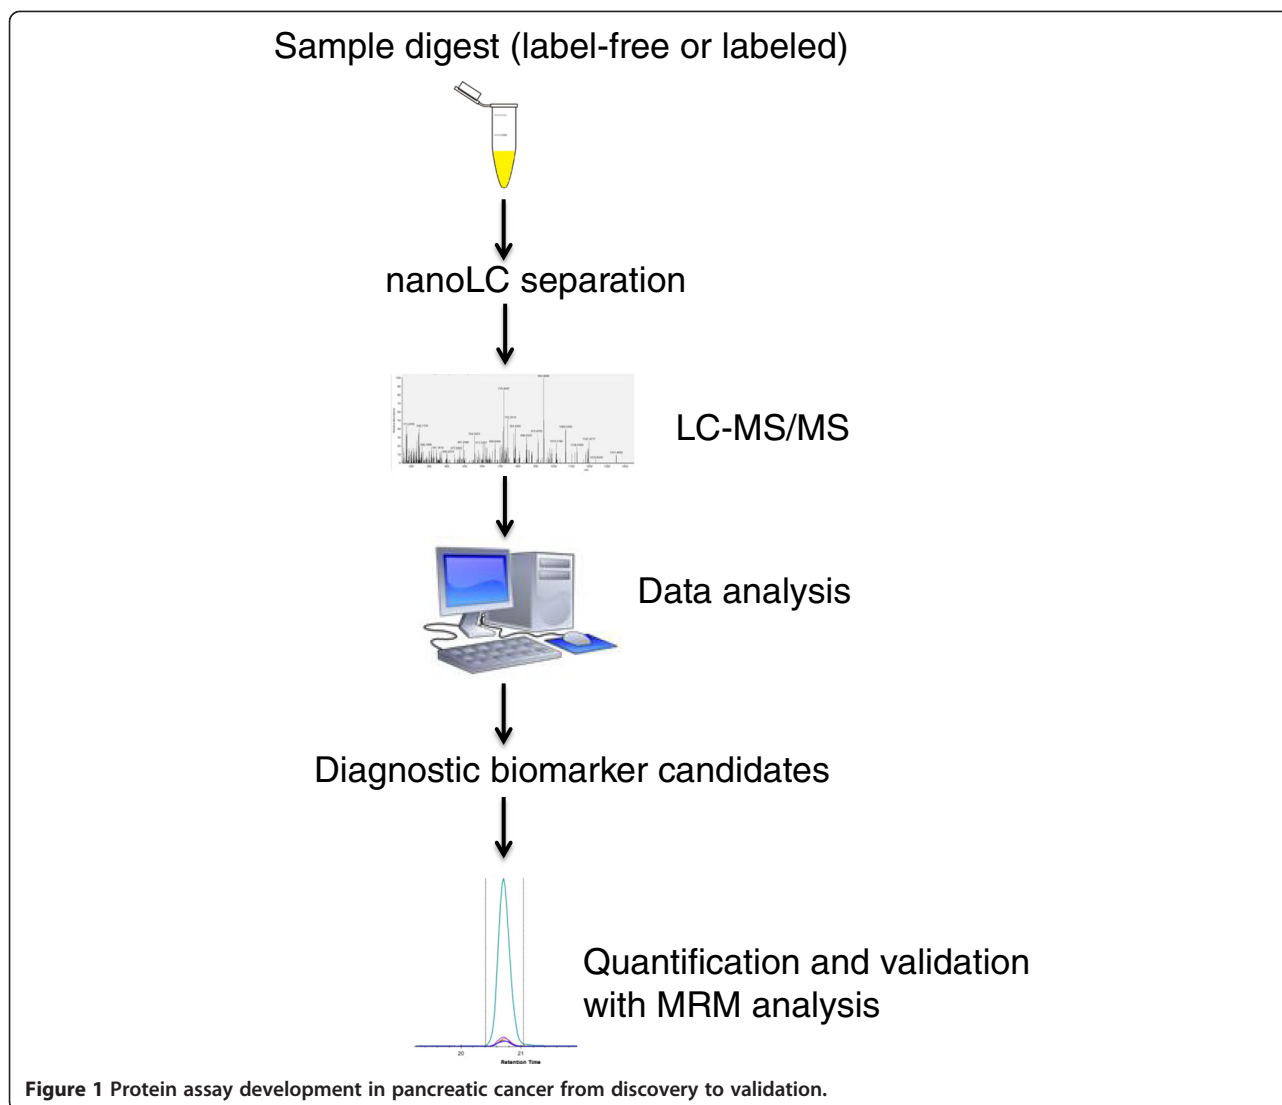 Sample digest (label-free or labeled)
nanoLC separation
LC-MS/MS
Data analysis
Diagnostic biomarker candidates
Quantification and validation
with MRM analysis
20 21
Retention Time
Figure 1 Protein assay development in pancreatic cancer from discovery to validation.